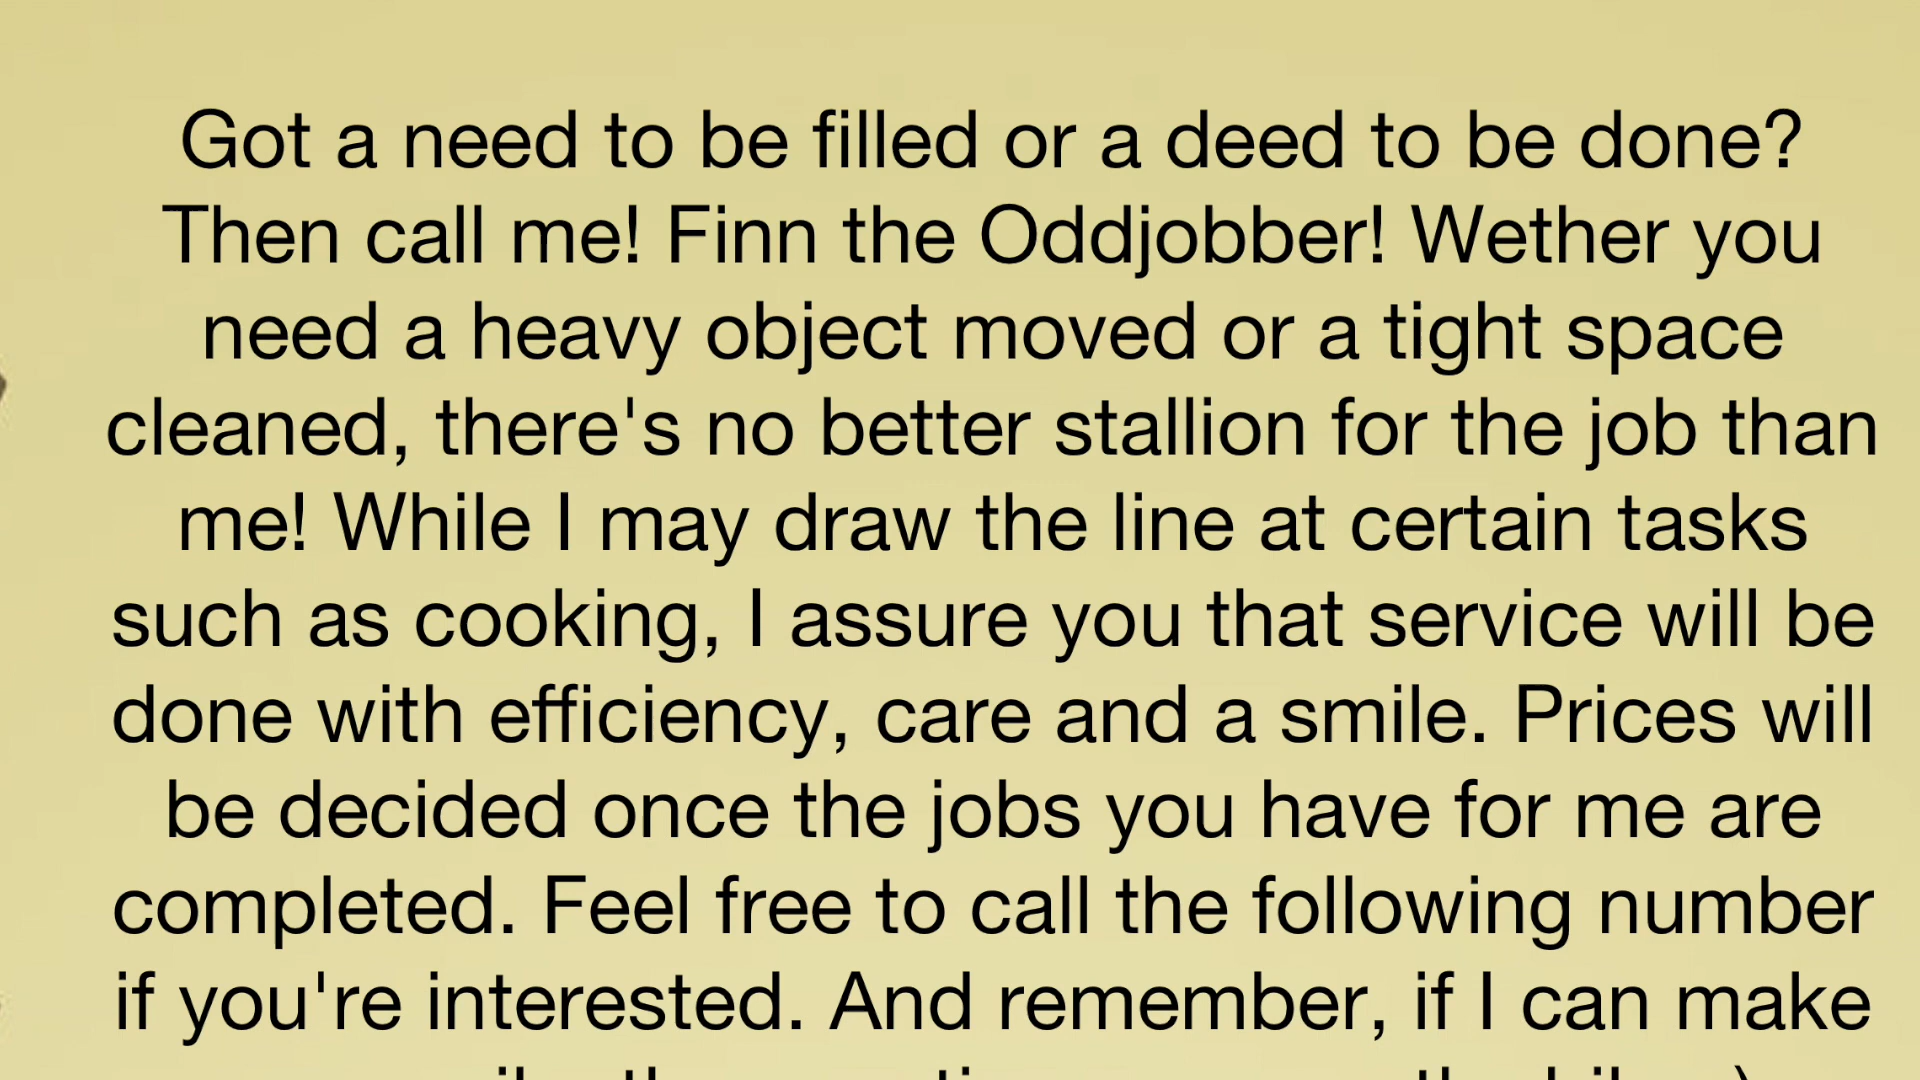 Got a need to be filled or a deed to be done?
Then call me! Finn the Oddjobber! Wether you
need a heavy object moved or a tight space
cleaned, there's no better stallion for the job than
me! While I may draw the line at certain tasks
such as cooking, I assure you that service will be
done with efficiency, care and a smile. Prices will
be decided once the jobs you have for me are
completed. Feel free to call the following number
if you're interested. And remember, if I can make